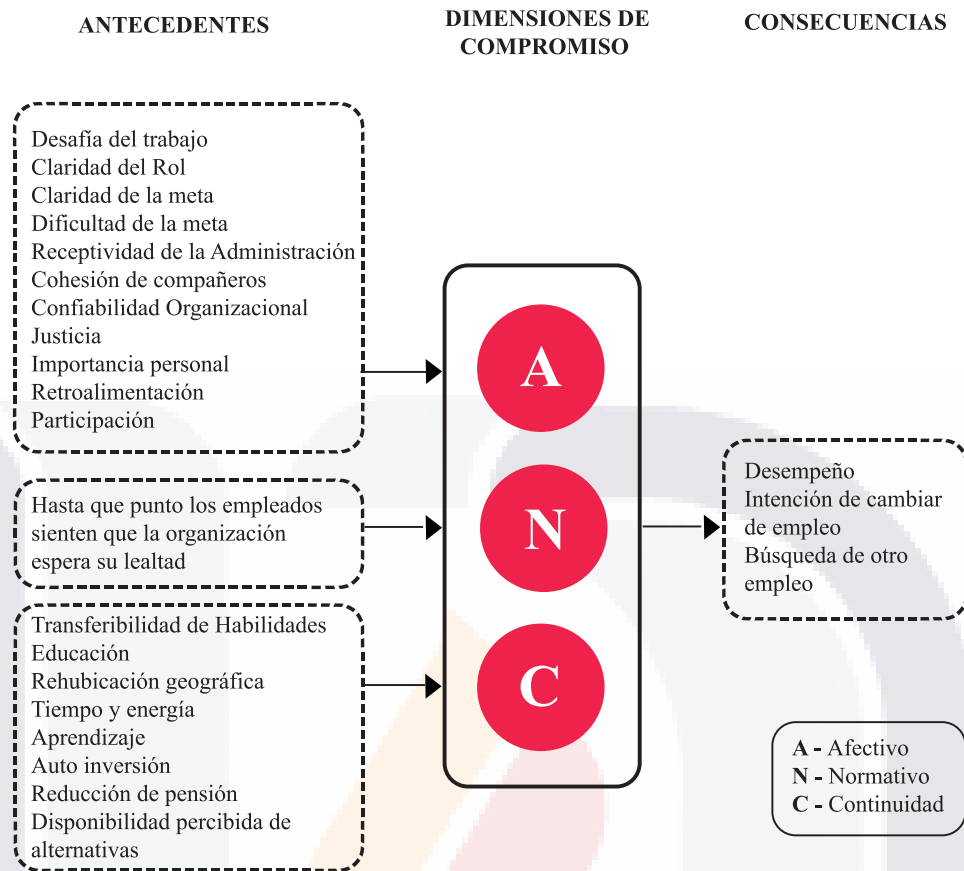 ANTECEDENTES
DIMENSIONES DE
COMPROMISO
CONSECUENCIAS
Desafía del trabajo
Claridad del Rol
Claridad de la meta
Dificultad de la meta
Receptividad de la Administración
Cohesión de compañeros
Confiabilidad Organizacional
Justicia
Importancia personal
Retroalimentación
Participación
Hasta que punto los empleados
sienten que la organización
espera su lealtad
Transferibilidad de Habilidades
Educación
Rehubicación geográfica
Tiempo y energía
Aprendizaje
Auto inversión
Reducción de pensión
Disponibilidad percibida de
alternativas
A
N
C
Desempeño
Intención de cambiar
de empleo
Búsqueda de otro
empleo
A - Afectivo
N - Normativo
C - Continuidad